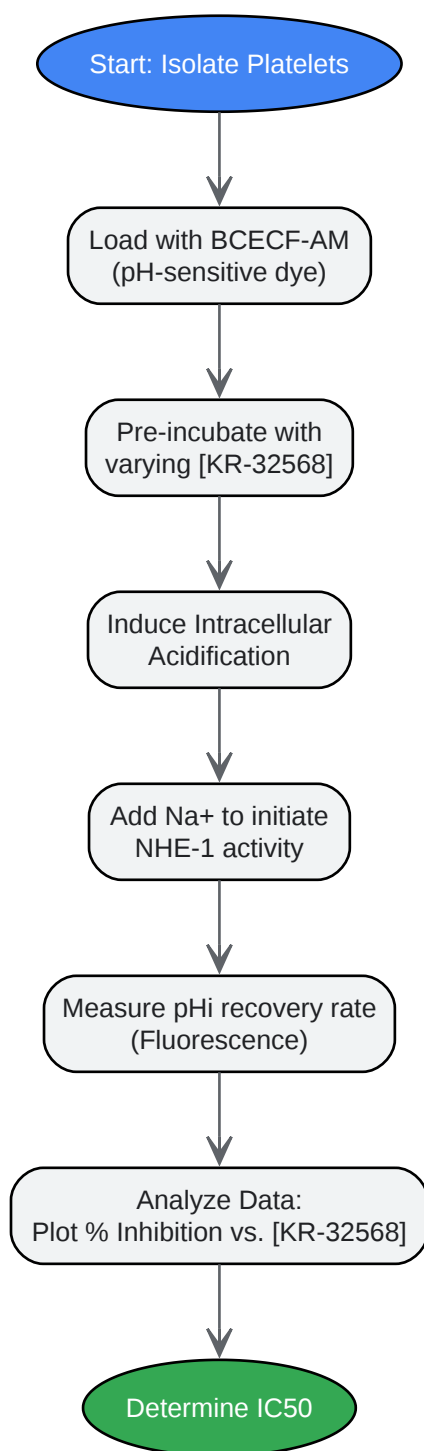 Start: Isolate Platelets
Load with BCECF-AM
(pH-sensitive dye)
Pre-incubate with
varying [KR-32568]
Induce Intracellular
Acidification
Add Na+ to initiate
NHE-1 activity
Measure pHi recovery rate
(Fluorescence)
Analyze Data:
Plot % Inhibition vs. [KR-32568]
Determine IC50